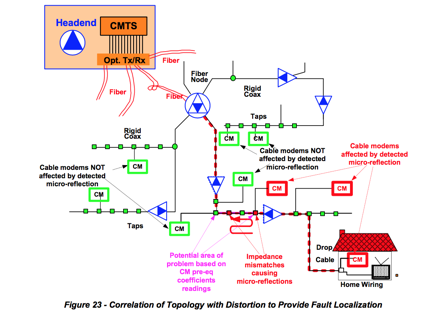 Headend
CMTS
Opt. Tx/Rx
Fiber
Fiber
Fiber
Fiber
Node
Rigid
Coax
Taps
Rigid
Coax
CM
CM
CM
Cable modems NOT
affected by detected
micro-reflection
Cable modems
affected by detected
micro-reflection
Cable modems NOT
affected by detected
micro-reflection
CM
CM
CM
CM
Taps
Potential area of
problem based on
CM pre-eq
coefficients
readings
Impedance
mismatches
causing
micro-reflections
Drop
Cable
CM
Home Wiring
Figure 23 - Correlation of Topology with Distortion to Provide Fault Localization